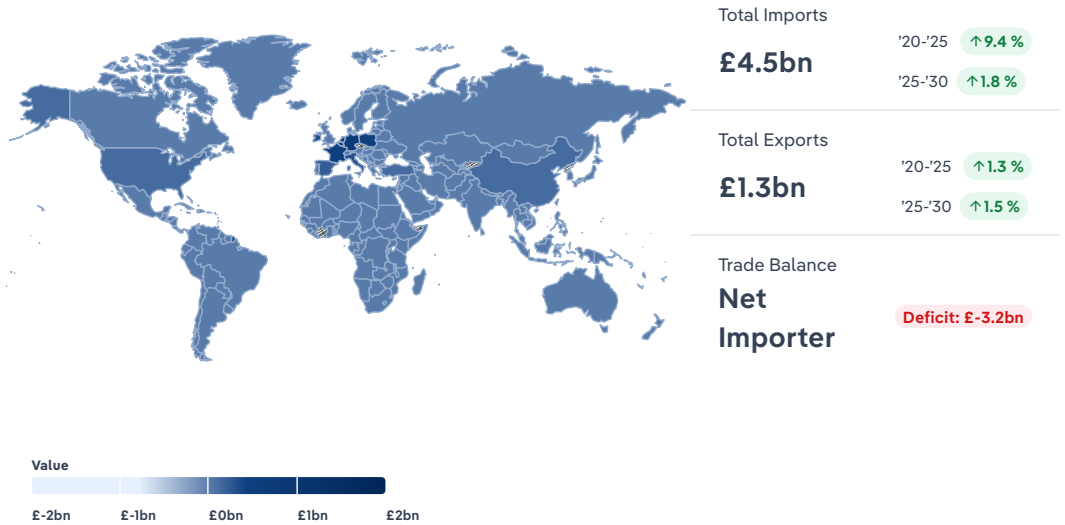 Total Imports
£4.5bn
’20-’25 ↑9.4 %
’25-’30 ↑1.8 %
Total Exports
£1.3bn
’20-’25 ↑1.3 %
’25-’30 ↑1.5 %
Trade Balance
Net
Importer
Deficit: £-3.2bn
Value
£-2bn £-1bn £0bn £1bn £2bn